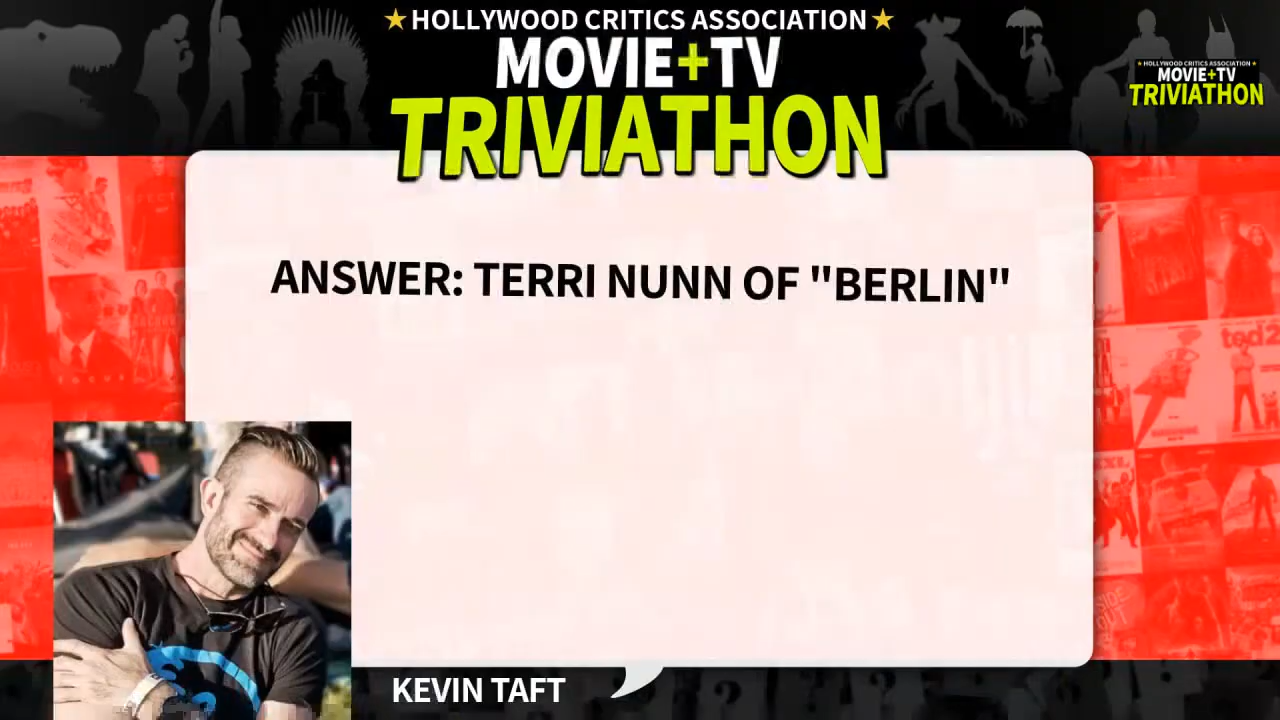 ★ HOLLYWOOD CRITICS ASSOCIATION ★
MOVIE+TV
TRIVIATHON
★ HOLLYWOOD CRITICS ASSOCIATION ★
MOVIE+TV
TRIVIATHON
ANSWER: TERRI NUNN OF "BERLIN"
ted2
KEVIN TAFT